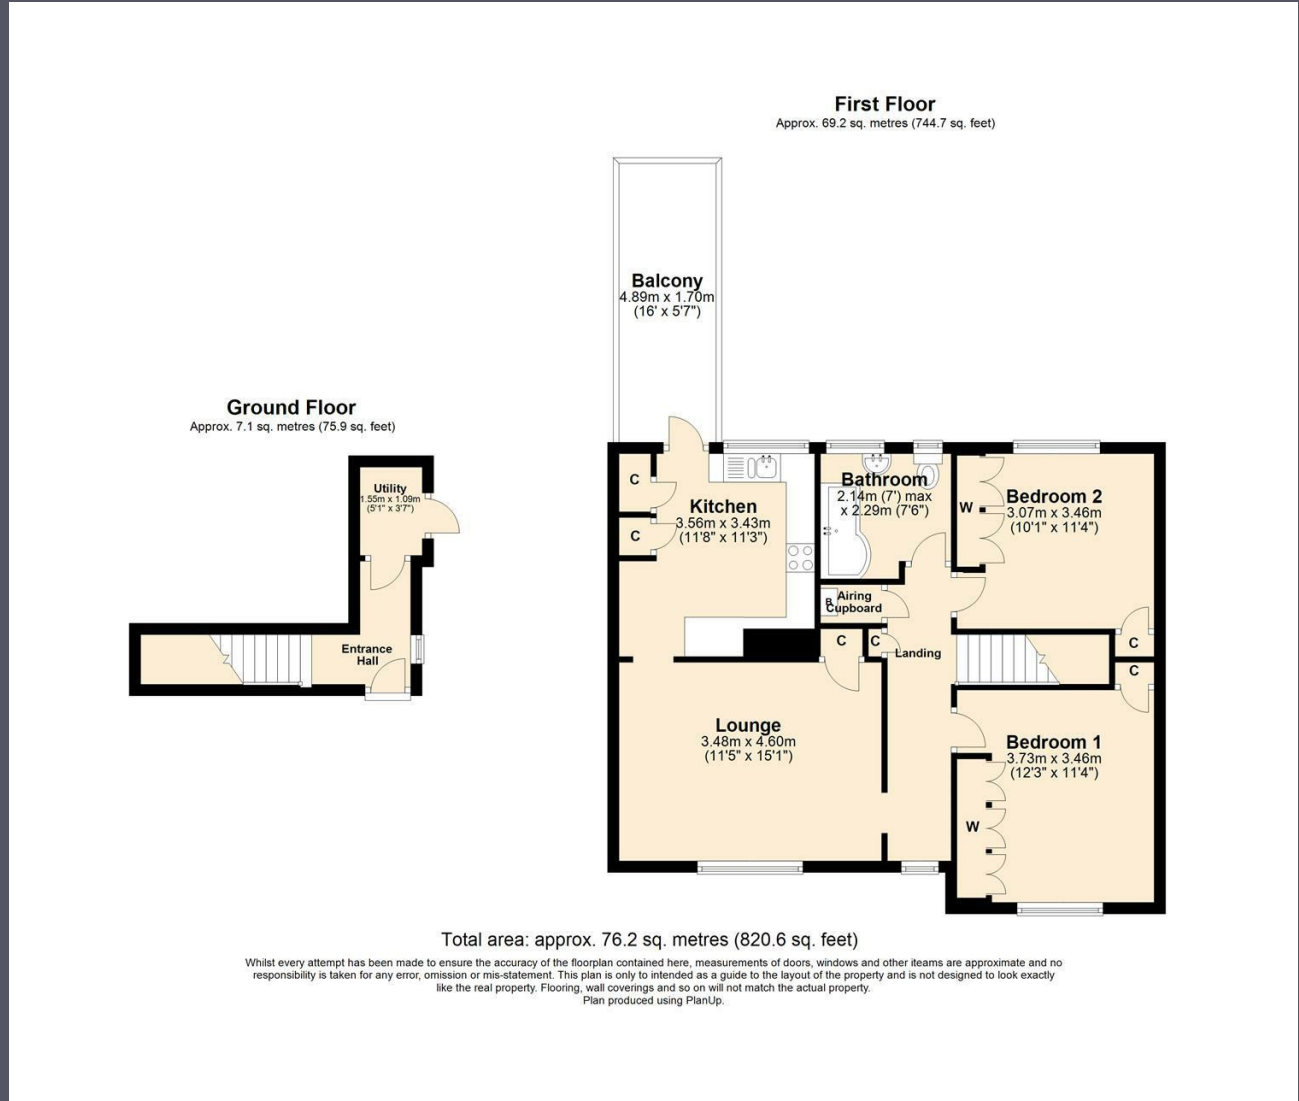 First Floor
Approx. 69.2 sq. metres (744.7 sq. feet)
Balcony
4.89m x 1.70m
(16' x 5'7")
Ground Floor
Approx. 7.1 sq. metres (75.9 sq. feet)
Utility
1.55m x 1.09m
(5'1" x 3'7")
Entrance
Hall
C
C
Kitchen
3.56m x 3.43m
(11'8" x 11'3")
Bathroom
2.14m (7') max
x 2.29m (7'6")
W
Bedroom 2
3.07m x 3.46m
(10'1" x 11'4")
B
Airing
Cupboard
C
C
Landing
C
C
Lounge
3.48m x 4.60m
(11'5" x 15'1")
Bedroom 1
3.73m x 3.46m
(12'3" x 11'4")
W
Total area: approx. 76.2 sq. metres (820.6 sq. feet)
Whilst every attempt has been made to ensure the accuracy of the floorplan contained here, measurements of doors, windows and other iteams are approximate and no
responsibility is taken for any error, omission or mis-statement. This plan is only to intended as a guide to the layout of the property and is not designed to look exactly
like the real property. Flooring, wall coverings and so on will not match the actual property.
Plan produced using PlanUp.